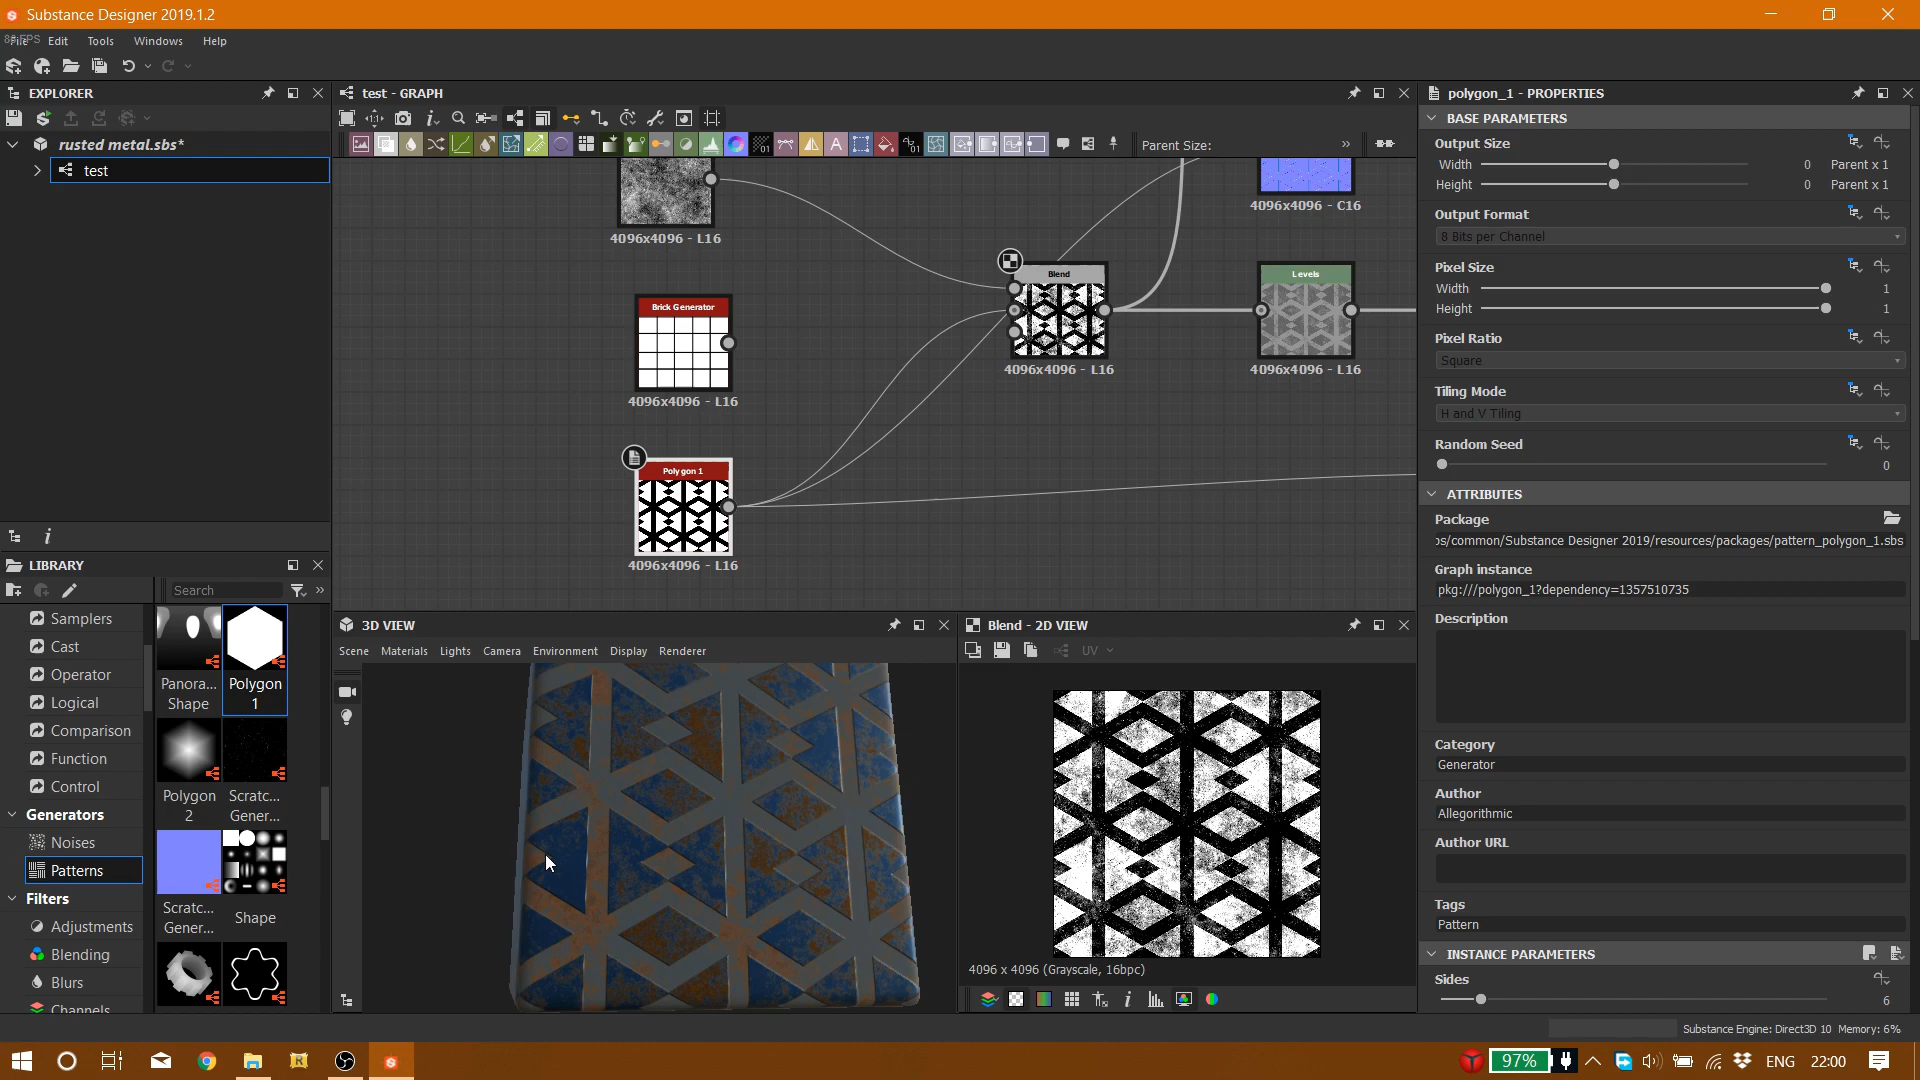 Substance Designer 2019.1.2
File Edit Tools Windows Help
EXPLORER
rusted metal.sbs*
test
test - GRAPH
Parent Size:
»
4096x4096 - L16
4096x4096 - C16
Blend
4096x4096 - L16
Levels
4096x4096 - L16
Brick Generator
4096x4096 - L16
Polygon 1
4096x4096 - L16
LIBRARY
Search
»
Samplers
Cast
Operator
Logical
Comparison
Function
Control
Generators
Noises
Patterns
Filters
Adjustments
Blending
Blurs
Channels
Panora...
Shape
Polygon
1
Polygon
2
Scratc...
Gener...
Scratc...
Gener...
Shape
3D VIEW
Scene Materials Lights Camera Environment Display Renderer
Blend - 2D VIEW
UV
4096 x 4096 (Grayscale, 16bpc)
polygon_1 - PROPERTIES
BASE PARAMETERS
Output Size
Width 0 Parent x 1
Height 0 Parent x 1
Output Format
8 Bits per Channel
Pixel Size
Width 1
Height 1
Pixel Ratio
Square
Tiling Mode
H and V Tiling
Random Seed
0
ATTRIBUTES
Package
os/common/Substance Designer 2019/resources/packages/pattern_polygon_1.sbs
Graph instance
pkg:///polygon_1?dependency=1357510735
Description
Category
Generator
Author
Allegorithmic
Author URL
Tags
Pattern
INSTANCE PARAMETERS
Sides
6
Substance Engine: Direct3D 10 Memory: 6%
97%
ENG 22:00